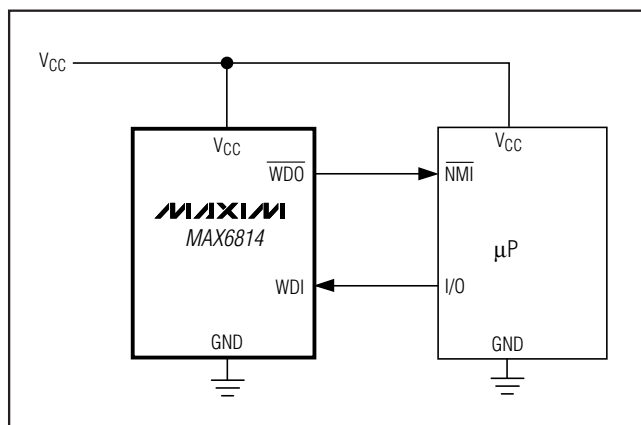 VCC
VCC
WDO
MAXIM
MAX6814
WDI
GND
VCC
NMI
µP
I/O
GND